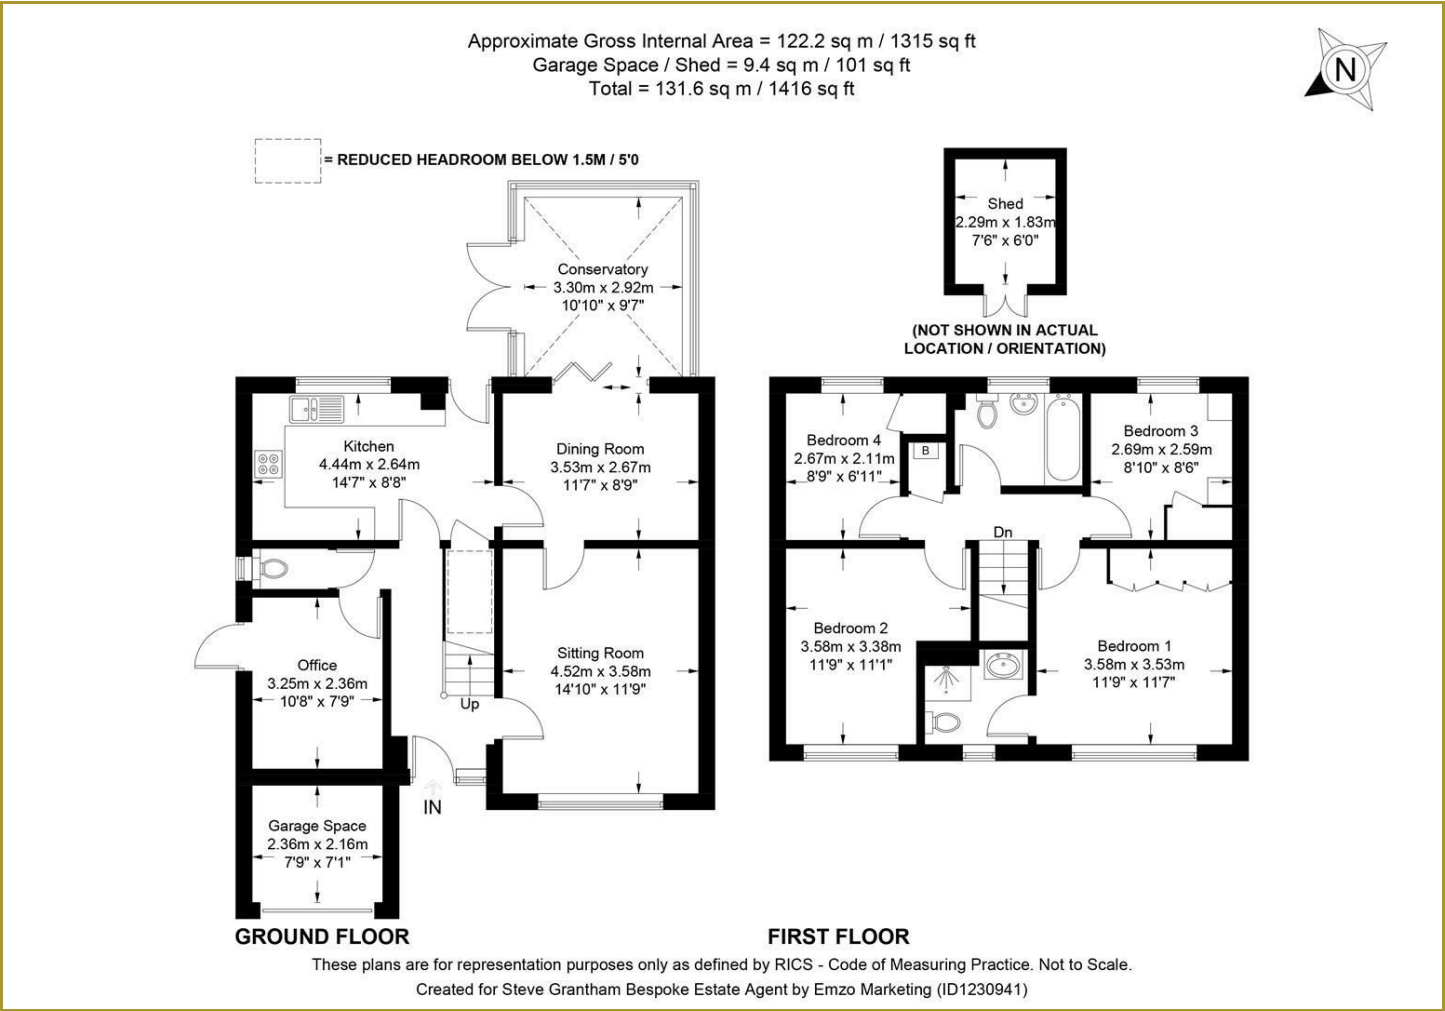 Approximate Gross Internal Area = 122.2 sq m / 1315 sq ft
Garage Space / Shed = 9.4 sq m / 101 sq ft
Total = 131.6 sq m / 1416 sq ft
N
= REDUCED HEADROOM BELOW 1.5M / 5'0
Shed
2.29m x 1.83m
7'6" x 6'0"
(NOT SHOWN IN ACTUAL
LOCATION / ORIENTATION)
Conservatory
3.30m x 2.92m
10'10" x 9'7"
Kitchen
4.44m x 2.64m
14'7" x 8'8"
Dining Room
3.53m x 2.67m
11'7" x 8'9"
Office
3.25m x 2.36m
10'8" x 7'9"
Up
Sitting Room
4.52m x 3.58m
14'10" x 11'9"
IN
Garage Space
2.36m x 2.16m
7'9" x 7'1"
GROUND FLOOR
Bedroom 4
2.67m x 2.11m
8'9" x 6'11"
B
Bedroom 3
2.69m x 2.59m
8'10" x 8'6"
Dn
Bedroom 2
3.58m x 3.38m
11'9" x 11'1"
Bedroom 1
3.58m x 3.53m
11'9" x 11'7"
FIRST FLOOR
These plans are for representation purposes only as defined by RICS - Code of Measuring Practice. Not to Scale.
Created for Steve Grantham Bespoke Estate Agent by Emzo Marketing (ID1230941)